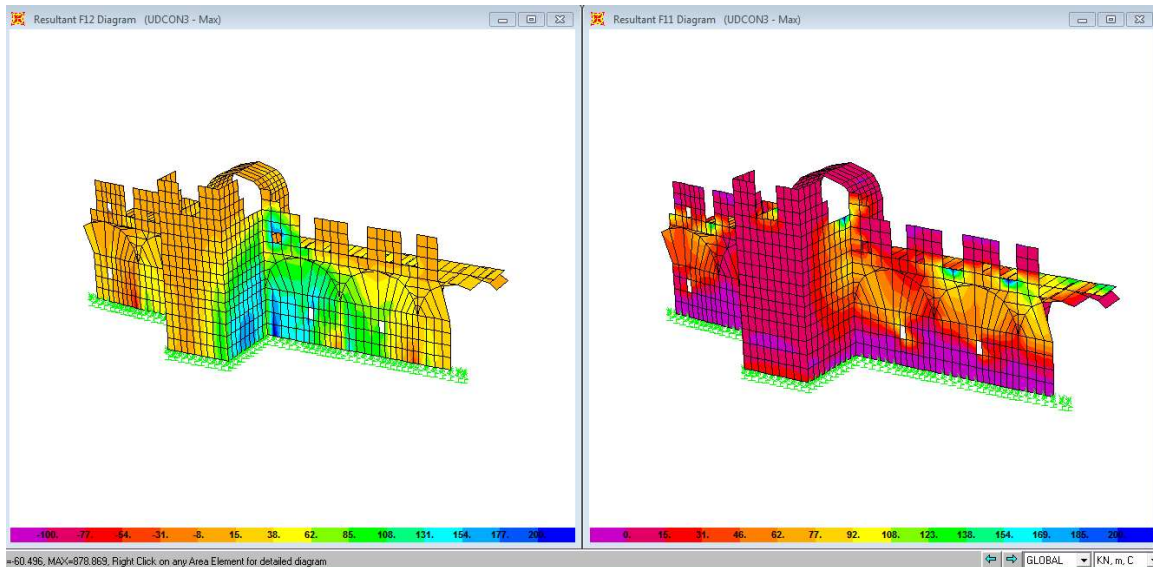 Resultant F12 Diagram (UDCON3 - Max)
Resultant F11 Diagram (UDCON3 - Max)
-100. -77. -54. -31. -8. 15. 38. 62. 85. 108. 131. 154. 177. 200.
0. 15. 31. 46. 62. 77. 92. 108. 123. 138. 154. 169. 185. 200.
=-60.496, MAX=878.869, Right Click on any Area Element for detailed diagram
GLOBAL
KN, m, C